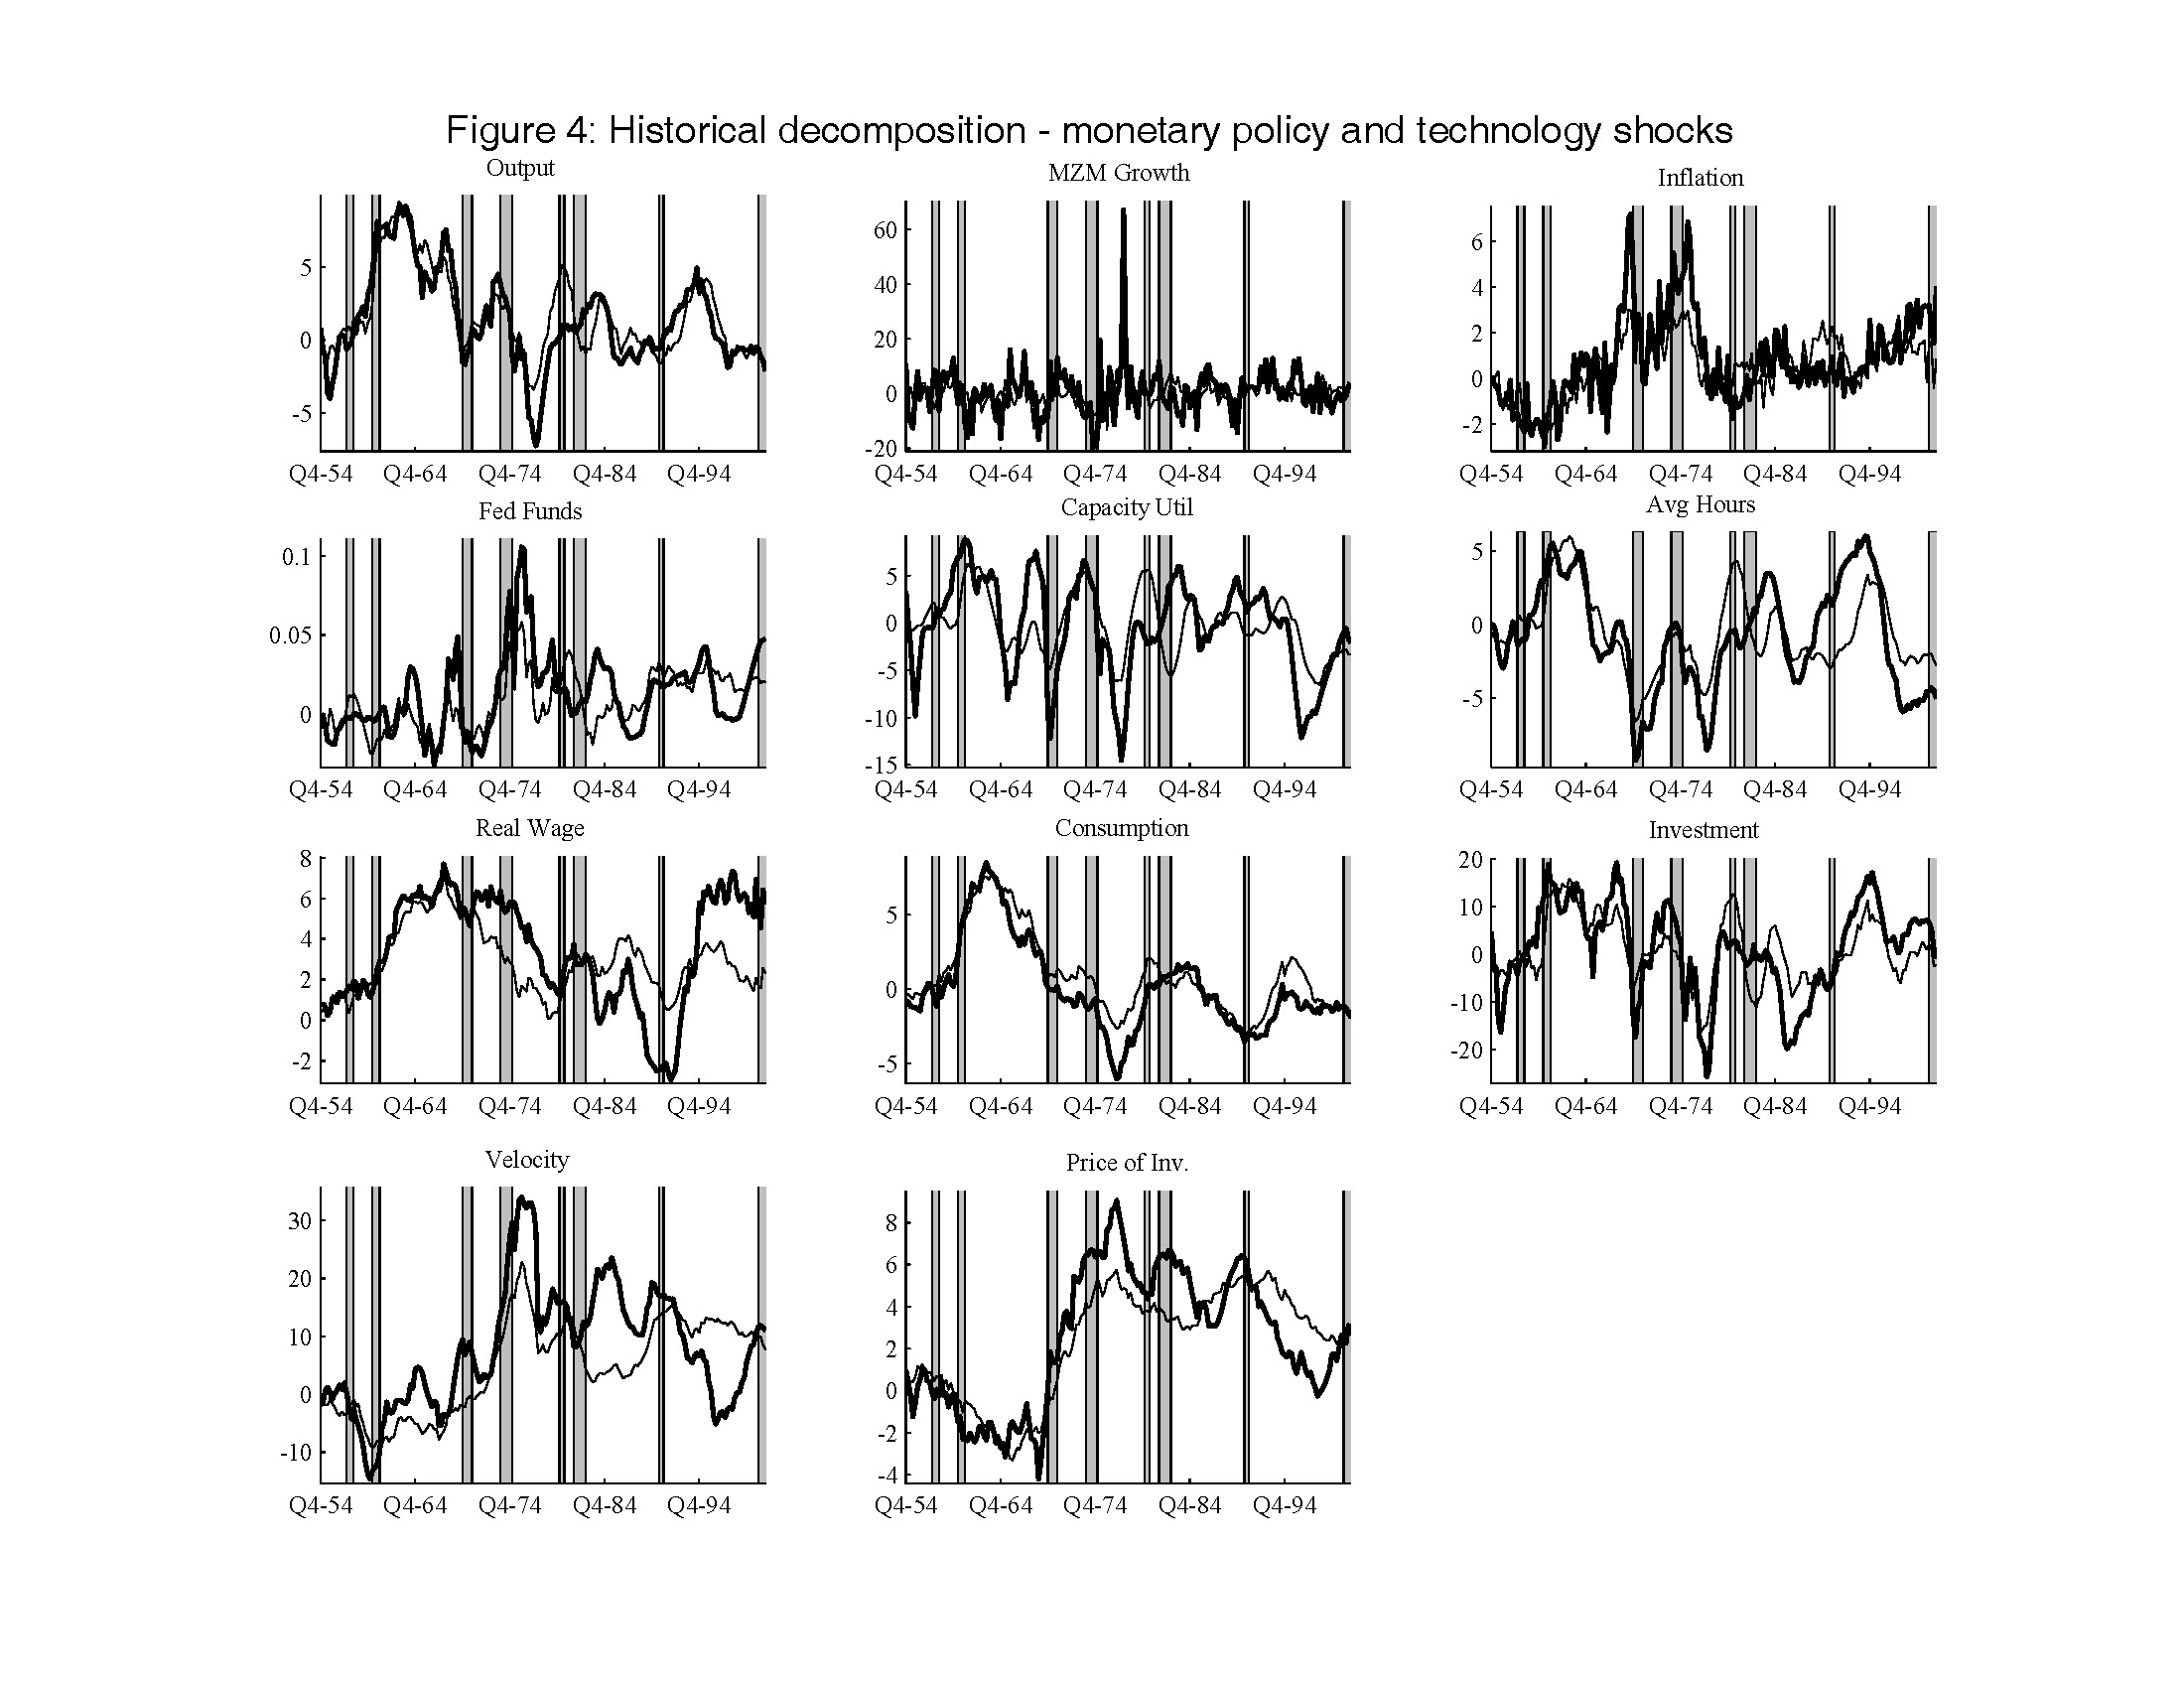 Figure 4: Historical decomposition - monetary policy and technology shocks
Output
5
0
-5
Q4-54 Q4-64 Q4-74 Q4-84 Q4-94
MZM Growth
60
40
20
0
-20
Q4-54 Q4-64 Q4-74 Q4-84 Q4-94
Inflation
6
4
2
0
-2
Q4-54 Q4-64 Q4-74 Q4-84 Q4-94
Fed Funds
0.1
0.05
0
Q4-54 Q4-64 Q4-74 Q4-84 Q4-94
Capacity Util
5
0
-5
-10
-15
Q4-54 Q4-64 Q4-74 Q4-84 Q4-94
Avg Hours
5
0
-5
Q4-54 Q4-64 Q4-74 Q4-84 Q4-94
Real Wage
8
6
4
2
0
-2
Q4-54 Q4-64 Q4-74 Q4-84 Q4-94
Consumption
5
0
-5
Q4-54 Q4-64 Q4-74 Q4-84 Q4-94
Investment
20
10
0
-10
-20
Q4-54 Q4-64 Q4-74 Q4-84 Q4-94
Velocity
30
20
10
0
-10
Q4-54 Q4-64 Q4-74 Q4-84 Q4-94
Price of Inv.
8
6
4
2
0
-2
-4
Q4-54 Q4-64 Q4-74 Q4-84 Q4-94